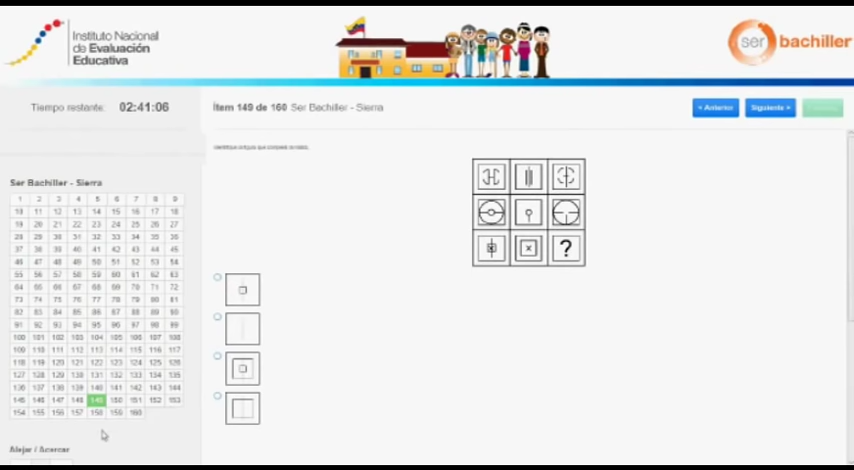 Instituto Nacional
de Evaluación
Educativa
ser bachiller
Tiempo restante: 02:41:06
Ítem 149 de 160 Ser Bachiller - Sierra
< Anterior
Siguiente >
Ser Bachiller - Sierra
1 2 3 4 5 6 7 8 9
10 11 12 13 14 15 16 17 18
19 20 21 22 23 24 25 26 27
28 29 30 31 32 33 34 35 36
37 38 39 40 41 42 43 44 45
46 47 48 49 50 51 52 53 54
55 56 57 58 59 60 61 62 63
64 65 66 67 68 69 70 71 72
73 74 75 76 77 78 79 80 81
82 83 84 85 86 87 88 89 90
91 92 93 94 95 96 97 98 99
100 101 102 103 104 105 106 107 108
109 110 111 112 113 114 115 116 117
118 119 120 121 122 123 124 125 126
127 128 129 130 131 132 133 134 135
136 137 138 139 140 141 142 143 144
145 146 147 148 149 150 151 152 153
154 155 156 157 158 159 160
?
Alejar / Acercar